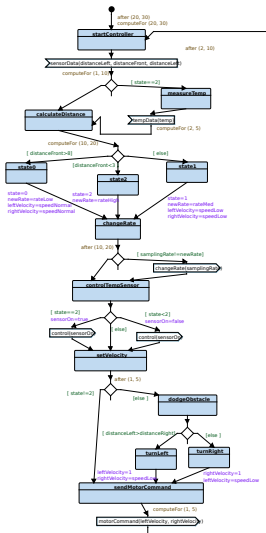 after (20, 30)
computeFor (20, 30)
startController
after (2, 10)
sensorData(distanceLeft, distanceFront, distanceLeft)
computeFor (1, 10)
[state==2]
measureTemp
calculateDistance
tempData(temp)
computeFor (2, 5)
computeFor (10, 20)
[ distanceFront>8]
[distanceFront<3
[ else]
state0
state2
state1
state=0
newRate=rateLow
leftVelocity=speedNormal
rightVelocity=speedNormal
state=2
newRate=rateHigh
state=1
newRate=rateMed
leftVelocity=speedLow
rightVelocity=speedLow
changeRate
after (10, 20)
[ samplingRate!=newRate]
changeRate(samplingRate)
controlTempSensor
[ state==2]
sensorOn=true
[ else]
[state<2]
sensorOn=false
control(sensorOn
control(sensorOn
setVelocity
after (1, 5)
[ state!=2]
[else ]
dodgeObstacle
[ distanceLeft>distanceRight]
[else ]
turnLeft
turnRight
leftVelocity=1
rightVelocity=speedLow
rightVelocity=1
leftVelocity=speedLow
sendMotorCommand
computeFor (1, 5)
motorCommand(leftVelocity, rightVelocity)